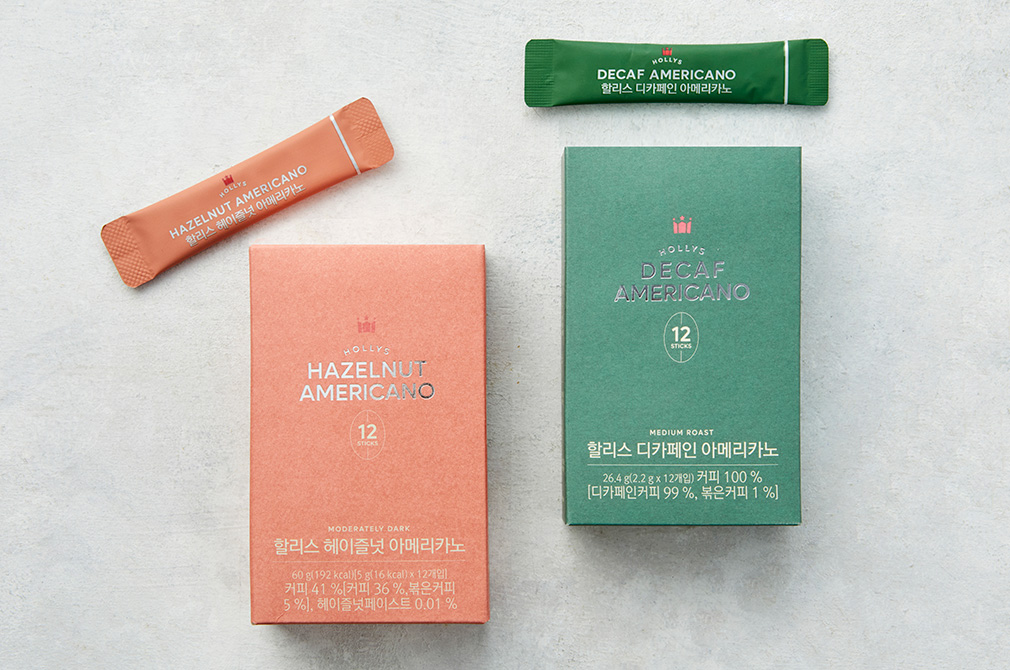 HOLLYS
DECAF AMERICANO
할리스 디카페인 아메리카노
HOLLYS
HAZELNUT AMERICANO
할리스 헤이즐넛 아메리카노
HOLLYS
DECAF
AMERICANO
12
STICKS
MEDIUM ROAST
할리스 디카페인 아메리카노
26.4 g(2.2 g x 12개입) 커피 100 %
[디카페인커피 99 %, 볶은커피 1 %]
HOLLYS
HAZELNUT
AMERICANO
12
STICKS
MODERATELY DARK
할리스 헤이즐넛 아메리카노
60 g(192 kcal)[5 g(16 kcal) x 12개입]
커피 41 %[커피 36 %,볶은커피
5 %], 헤이즐넛페이스트 0.01 %